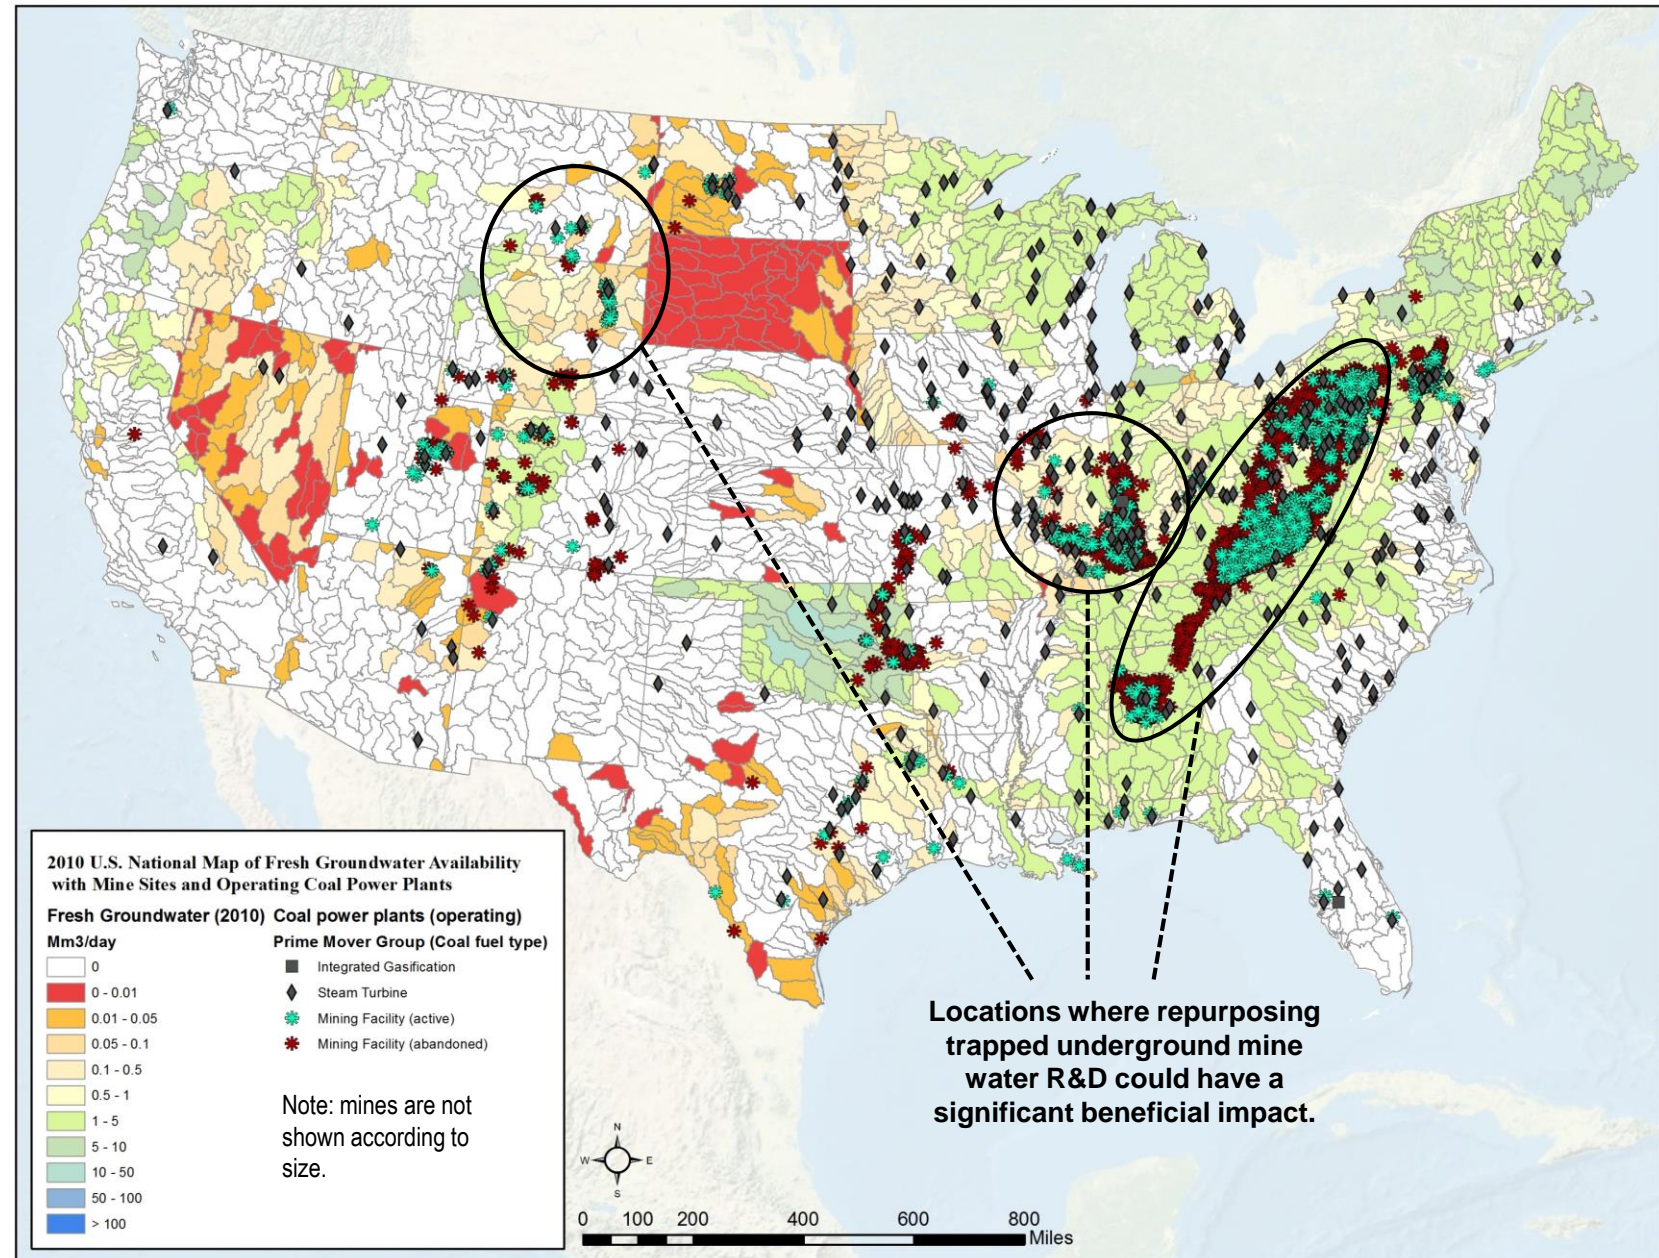 2010 U.S. National Map of Fresh Groundwater Availability
with Mine Sites and Operating Coal Power Plants
Fresh Groundwater (2010)
Mm3/day
0
0 - 0.01
0.01 - 0.05
0.05 - 0.1
0.1 - 0.5
0.5 - 1
1 - 5
5 - 10
10 - 50
50 - 100
> 100
Coal power plants (operating)
Prime Mover Group (Coal fuel type)
Integrated Gasification
Steam Turbine
Mining Facility (active)
Mining Facility (abandoned)
Note: mines are not
shown according to
size.
Locations where repurposing
trapped underground mine
water R&D could have a
significant beneficial impact.
N
W E
S
0 100 200 400 600 800
Miles